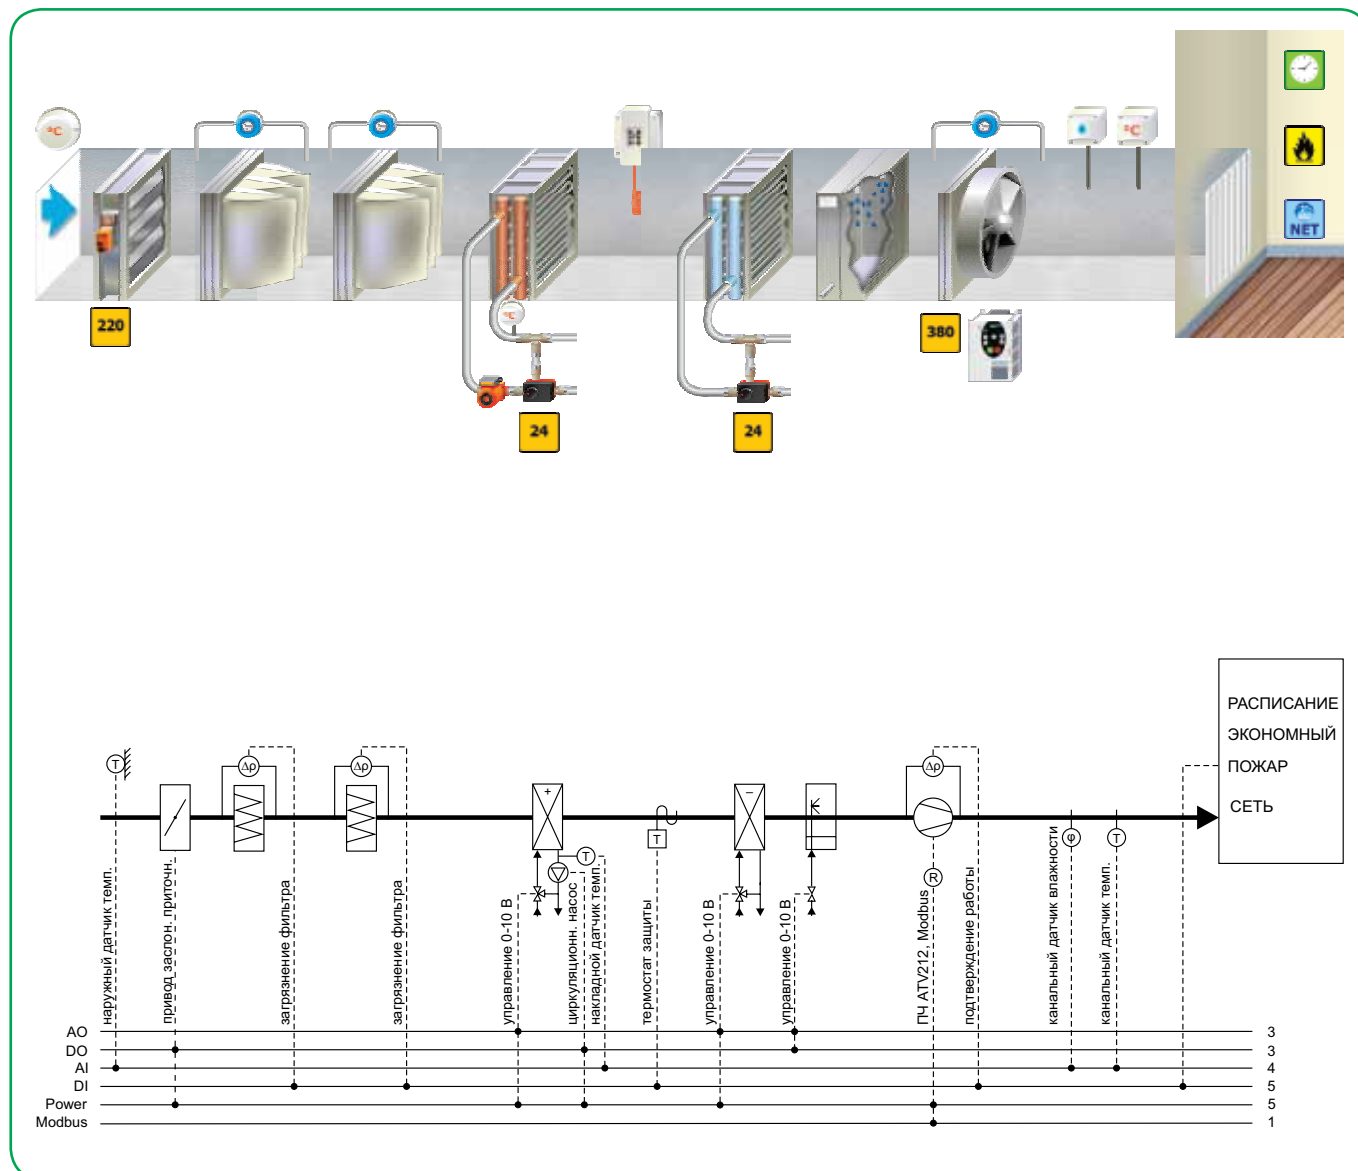 °C
°C
NET
220
°C
380
24
24
РАСПИСАНИЕ
ЭКОНОМНЫЙ
ПОЖАР
СЕТЬ
T
Δρ
Δρ
+
T
T
–
Δρ
R
φ
T
наружный датчик темп.
привод заслон. приточн.
загрязнение фильтра
загрязнение фильтра
управление 0-10 В
циркуляционн. насос
накладной датчик темп.
термостат защиты
управление 0-10 В
управление 0-10 В
ПЧ ATV212, Modbus
подтверждение работы
канальный датчик влажности
канальный датчик темп.
AO 3
DO 3
AI 4
DI 5
Power 5
Modbus 1